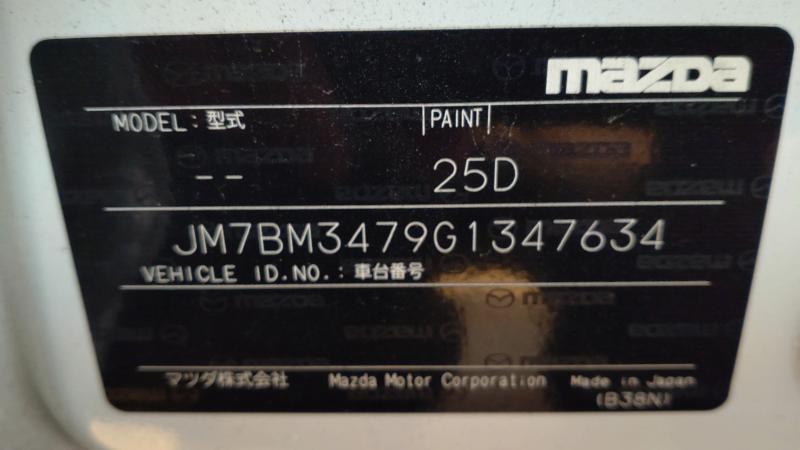 mazda
MODEL: 型式 PAINT
-- 25D
JM7BM3479G1347634
VEHICLE ID.NO.: 車台番号
マツダ株式会社 Mazda Motor Corporation Made in Japan
(B38N)